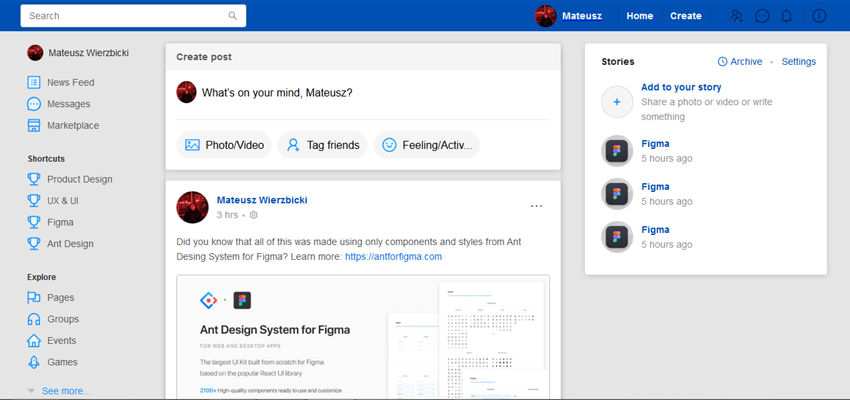 Search
Mateusz
Home
Create
Mateusz Wierzbicki
News Feed
Messages
Marketplace
Shortcuts
Product Design
UX & UI
Figma
Ant Design
Explore
Pages
Groups
Events
Games
See more...
Create post
What's on your mind, Mateusz?
Photo/Video
Tag friends
Feeling/Activ...
Mateusz Wierzbicki
3 hrs
Did you know that all of this was made using only components and styles from Ant
Desing System for Figma? Learn more: https://antforfigma.com
Ant Design System for Figma
FOR WEB AND DESKTOP APPS
The largest UI Kit built from scratch for Figma
based on the popular React UI library
2100+ High-quality components ready to use and customize
Stories
Archive
Settings
Add to your story
Share a photo or video or write
something
Figma
5 hours ago
Figma
5 hours ago
Figma
5 hours ago